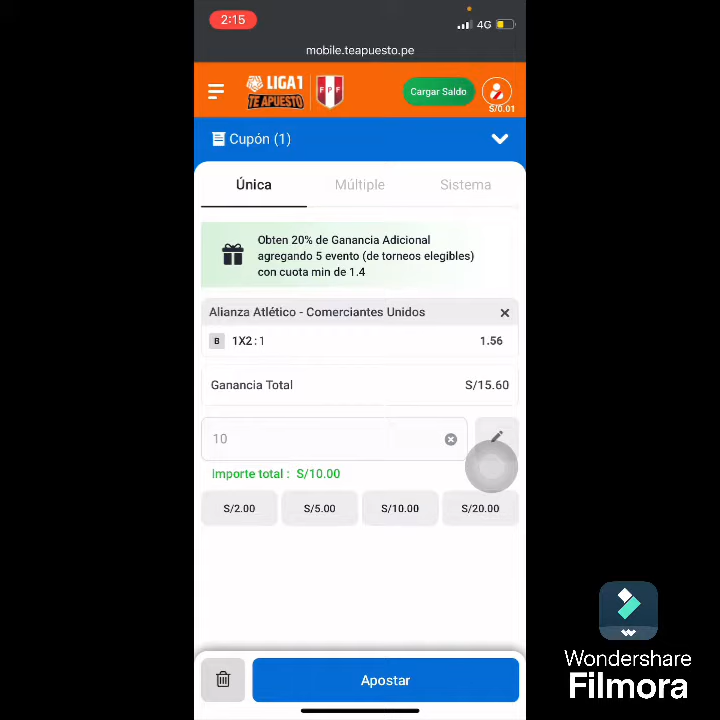 2:15
4G
mobile.teapuesto.pe
LIGA1
TE APUESTO
FPF
Cargar Saldo
S/0.01
Cupón (1)
Única
Múltiple
Sistema
Obten 20% de Ganancia Adicional
agregando 5 evento (de torneos elegibles)
con cuota min de 1.4
Alianza Atlético - Comerciantes Unidos
B 1X2 : 1 1.56
Ganancia Total S/15.60
10
Importe total : S/10.00
S/2.00 S/5.00 S/10.00 S/20.00
Apostar
Wondershare
Filmora